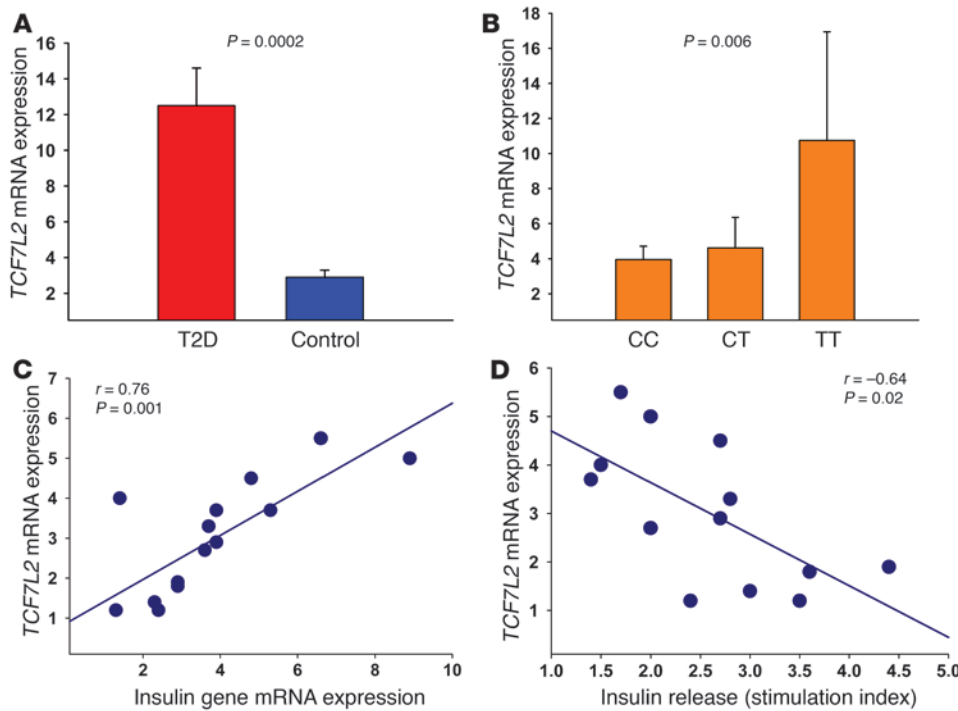 A
P = 0.0002
TCF7L2 mRNA expression
16
14
12
10
8
6
4
2
T2D Control
B
P = 0.006
TCF7L2 mRNA expression
18
16
14
12
10
8
6
4
2
CC CT TT
C
r = 0.76
P = 0.001
TCF7L2 mRNA expression
7
6
5
4
3
2
1
2 4 6 8 10
Insulin gene mRNA expression
D
r = –0.64
P = 0.02
TCF7L2 mRNA expression
6
5
4
3
2
1
1.0 1.5 2.0 2.5 3.0 3.5 4.0 4.5 5.0
Insulin release (stimulation index)